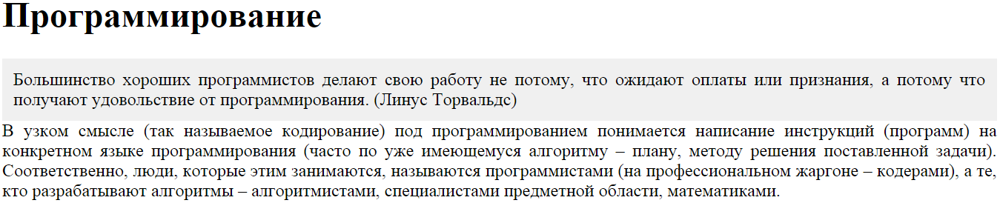 Программирование
Большинство хороших программистов делают свою работу не потому, что ожидают оплаты или признания, а потому что
получают удовольствие от программирования. (Линус Торвальдс)
В узком смысле (так называемое кодирование) под программированием понимается написание инструкций (программ) на
конкретном языке программирования (часто по уже имеющемуся алгоритму – плану, методу решения поставленной задачи).
Соответственно, люди, которые этим занимаются, называются программистами (на профессиональном жаргоне – кодерами), а те,
кто разрабатывают алгоритмы – алгоритмистами, специалистами предметной области, математиками.